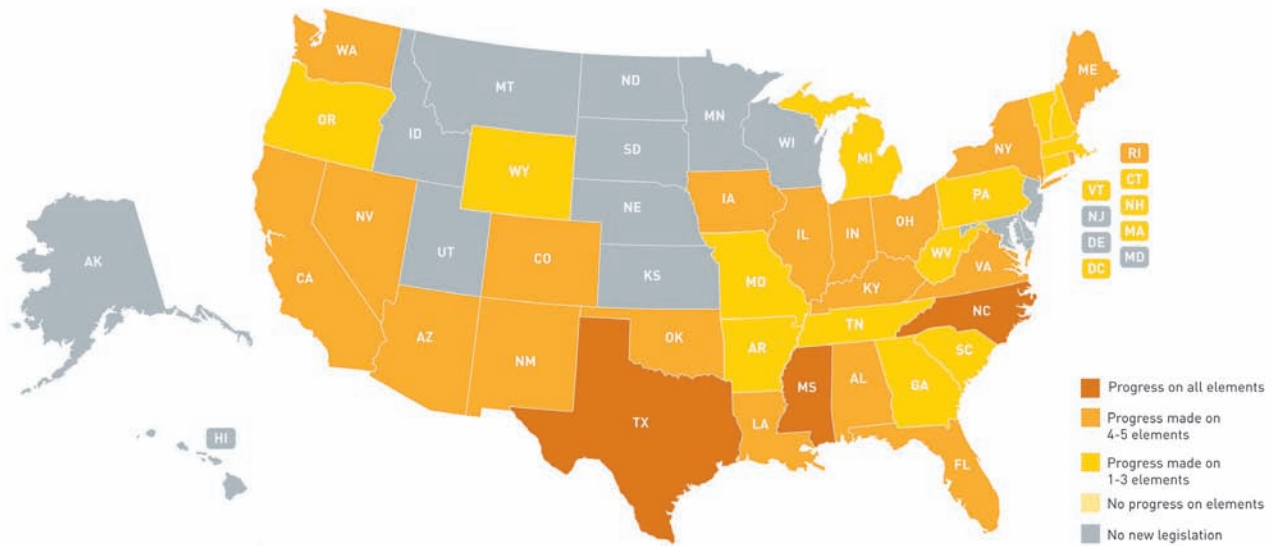 WA
ME
MT
ND
MN
OR
ID
WI
SD
NY
MI
RI
WY
CT
PA
VT
NH
IA
NE
NJ
MA
NV
OH
IL
IN
DE
MD
UT
CO
WV
DC
AK
CA
KS
MO
VA
KY
NC
TN
AZ
OK
NM
AR
SC
MS
AL
GA
Progress on all elements
TX
LA
Progress made on
4-5 elements
HI
FL
Progress made on
1-3 elements
No progress on elements
No new legislation